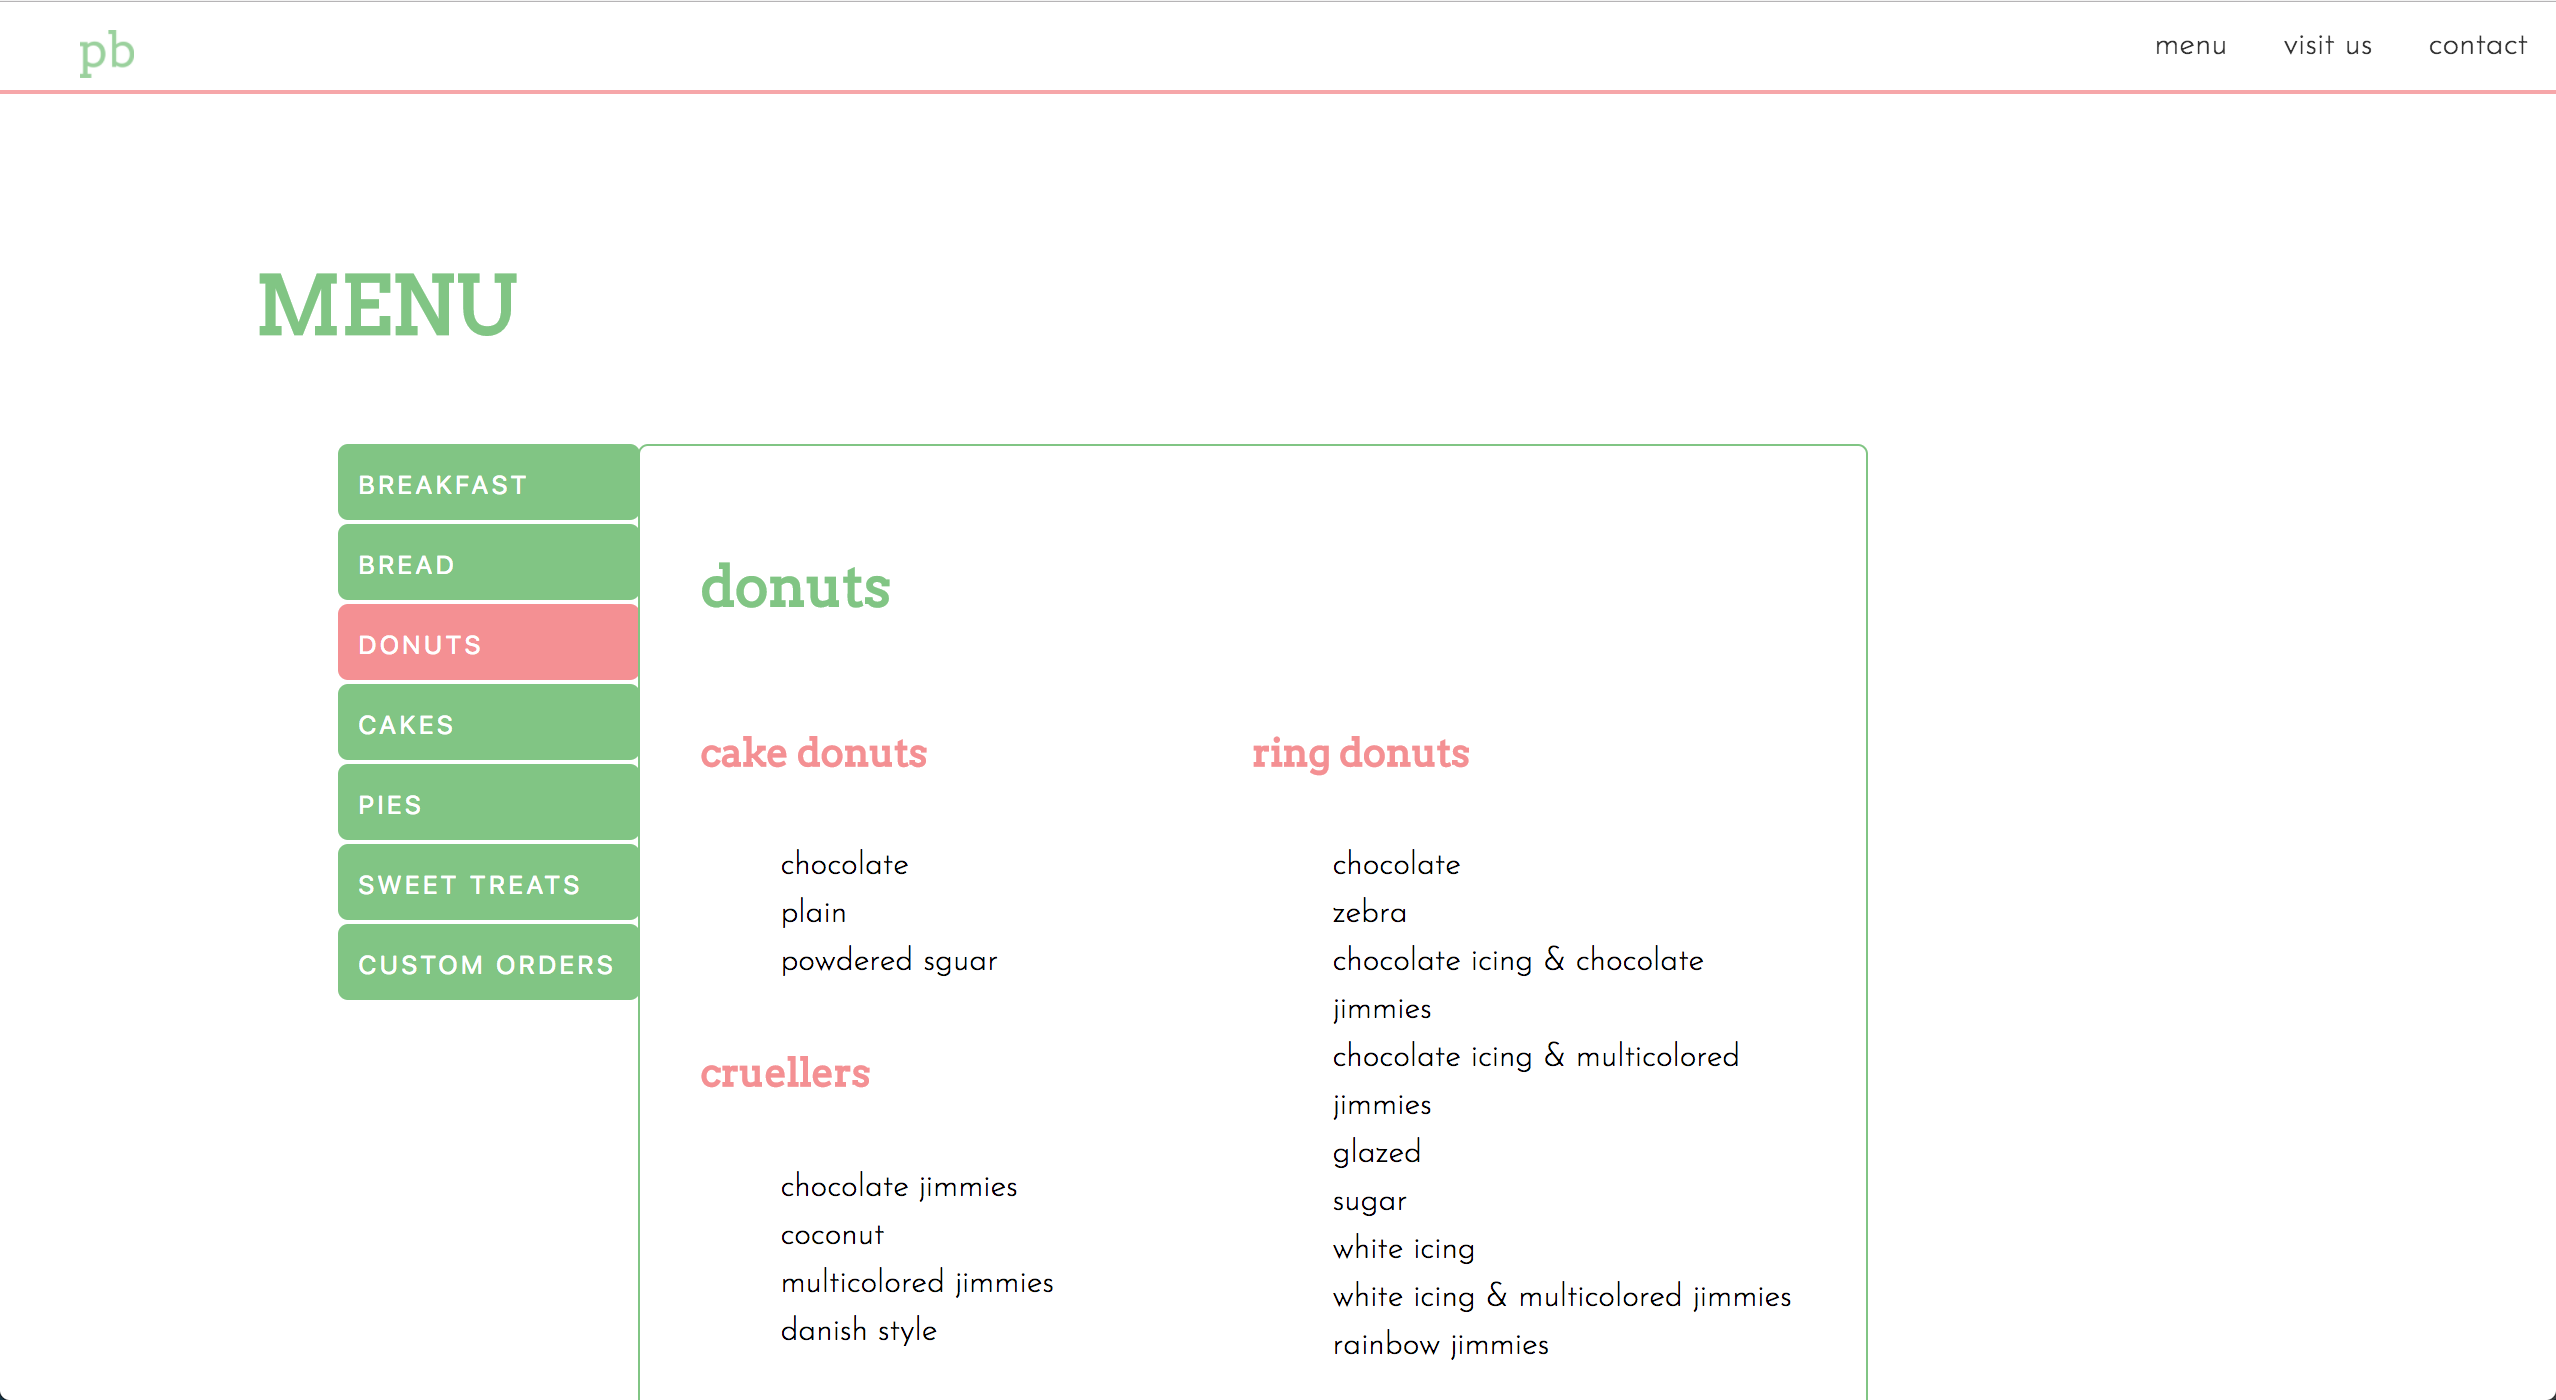 pb
menu
visit us
contact
MENU
BREAKFAST
BREAD
DONUTS
CAKES
PIES
SWEET TREATS
CUSTOM ORDERS
donuts
cake donuts
chocolate
plain
powdered sguar
cruellers
chocolate jimmies
coconut
multicolored jimmies
danish style
ring donuts
chocolate
zebra
chocolate icing & chocolate
jimmies
chocolate icing & multicolored
jimmies
glazed
sugar
white icing
white icing & multicolored jimmies
rainbow jimmies